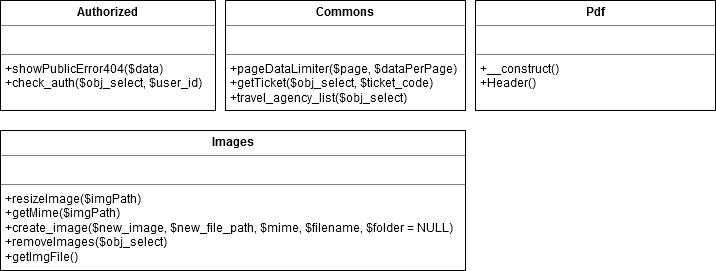 Authorized
+showPublicError404($data)
+check_auth($obj_select, $user_id)
Commons
+pageDataLimiter($page, $dataPerPage)
+getTicket($obj_select, $ticket_code)
+travel_agency_list($obj_select)
Pdf
+__construct()
+Header()
Images
+resizeImage($imgPath)
+getMime($imgPath)
+create_image($new_image, $new_file_path, $mime, $filename, $folder = NULL)
+removeImages($obj_select)
+getImgFile()